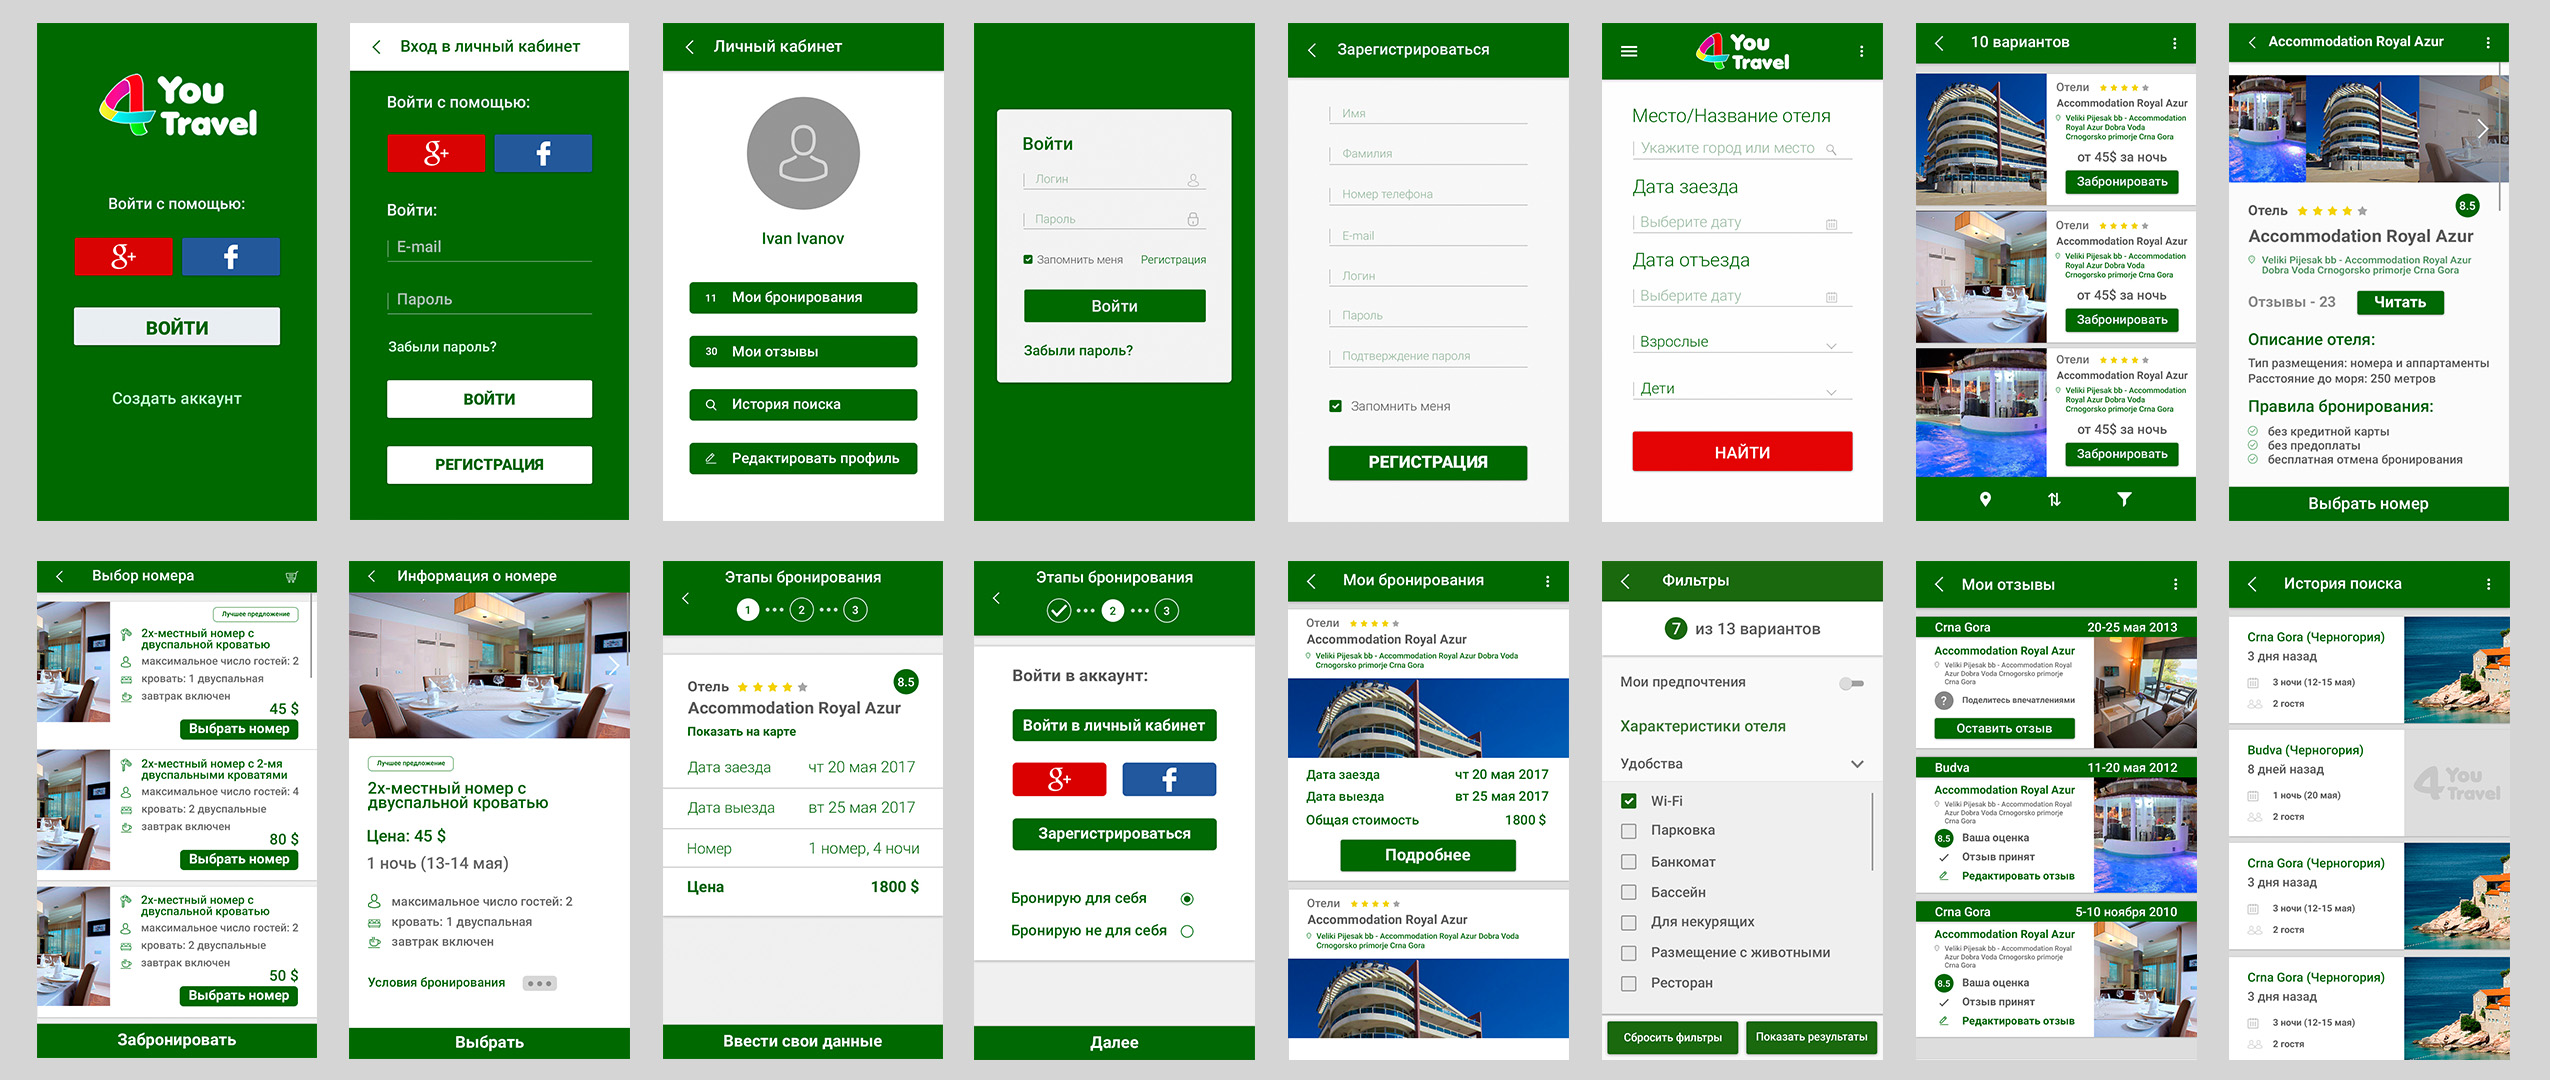 4 You
Travel
Войти с помощью:
g+ f
ВОЙТИ
Создать аккаунт
Вход в личный кабинет
Войти с помощью:
g+ f
Войти:
E-mail
Пароль
Забыли пароль?
ВОЙТИ
РЕГИСТРАЦИЯ
Личный кабинет
Ivan Ivanov
11 Мои бронирования
30 Мои отзывы
История поиска
Редактировать профиль
Войти
Логин
Пароль
Запомнить меня Регистрация
Войти
Забыли пароль?
Зарегистрироваться
Имя
Фамилия
Номер телефона
E-mail
Логин
Пароль
Подтверждение пароля
Запомнить меня
РЕГИСТРАЦИЯ
4 You
Travel
Место/Название отеля
Укажите город или место
Дата заезда
Выберите дату
Дата отъезда
Выберите дату
Взрослые
Дети
НАЙТИ
10 вариантов
Отели
Accommodation Royal Azur
Veliki Pijesak bb - Accommodation
Royal Azur Dobra Voda
Crnogorsko primorje Crna Gora
от 45$ за ночь
Забронировать
Отели
Accommodation Royal Azur
Veliki Pijesak bb - Accommodation
Royal Azur Dobra Voda
Crnogorsko primorje Crna Gora
от 45$ за ночь
Забронировать
Отели
Accommodation Royal Azur
Veliki Pijesak bb - Accommodation
Royal Azur Dobra Voda
Crnogorsko primorje Crna Gora
от 45$ за ночь
Забронировать
Accommodation Royal Azur
Отель 8.5
Accommodation Royal Azur
Veliki Pijesak bb - Accommodation Royal Azur
Dobra Voda Crnogorsko primorje Crna Gora
Отзывы - 23 Читать
Описание отеля:
Тип размещения: номера и аппартаменты
Расстояние до моря: 250 метров
Правила бронирования:
без кредитной карты
без предоплаты
бесплатная отмена бронирования
Выбрать номер
Выбор номера
Лучшее предложение
2х-местный номер с
двуспальной кроватью
максимальное число гостей: 2
кровать: 1 двуспальная
завтрак включен
45 $
Выбрать номер
2х-местный номер с 2-мя
двуспальными кроватями
максимальное число гостей: 4
кровать: 2 двуспальные
завтрак включен
80 $
Выбрать номер
2х-местный номер с
двуспальной кроватью
максимальное число гостей: 2
кровать: 2 двуспальные
завтрак включен
50 $
Выбрать номер
Забронировать
Информация о номере
Лучшее предложение
2х-местный номер с
двуспальной кроватью
Цена: 45 $
1 ночь (13-14 мая)
максимальное число гостей: 2
кровать: 1 двуспальная
завтрак включен
Условия бронирования
Выбрать
Этапы бронирования
1 2 3
Отель 8.5
Accommodation Royal Azur
Показать на карте
Дата заезда чт 20 мая 2017
Дата выезда вт 25 мая 2017
Номер 1 номер, 4 ночи
Цена 1800 $
Ввести свои данные
Этапы бронирования
2 3
Войти в аккаунт:
Войти в личный кабинет
g+ f
Зарегистрироваться
Бронирую для себя
Бронирую не для себя
Далее
Мои бронирования
Отели
Accommodation Royal Azur
Veliki Pijesak bb - Accommodation Royal Azur Dobra Voda
Crnogorsko primorje Crna Gora
Дата заезда чт 20 мая 2017
Дата выезда вт 25 мая 2017
Общая стоимость 1800 $
Подробнее
Отели
Accommodation Royal Azur
Veliki Pijesak bb - Accommodation Royal Azur Dobra Voda
Crnogorsko primorje Crna Gora
Фильтры
7 из 13 вариантов
Мои предпочтения
Характеристики отеля
Удобства
Wi-Fi
Парковка
Банкомат
Бассейн
Для некурящих
Размещение с животными
Ресторан
Сбросить фильтры Показать результаты
Мои отзывы
Crna Gora 20-25 мая 2013
Accommodation Royal Azur
Veliki Pijesak bb - Accommodation Royal
Azur Dobra Voda Crnogorsko primorje
Crna Gora
? Поделитесь впечатлениями
Оставить отзыв
Budva 11-20 мая 2012
Accommodation Royal Azur
Veliki Pijesak bb - Accommodation Royal
Azur Dobra Voda Crnogorsko primorje
Crna Gora
8.5 Ваша оценка
Отзыв принят
Редактировать отзыв
Crna Gora 5-10 ноября 2010
Accommodation Royal Azur
Veliki Pijesak bb - Accommodation Royal
Azur Dobra Voda Crnogorsko primorje
Crna Gora
8.5 Ваша оценка
Отзыв принят
Редактировать отзыв
История поиска
Crna Gora (Черногория)
3 дня назад
3 ночи (12-15 мая)
2 гостя
Budva (Черногория)
8 дней назад
1 ночь (20 мая)
2 гостя
4 You
Travel
Crna Gora (Черногория)
3 дня назад
3 ночи (12-15 мая)
2 гостя
Crna Gora (Черногория)
3 дня назад
3 ночи (12-15 мая)
2 гостя